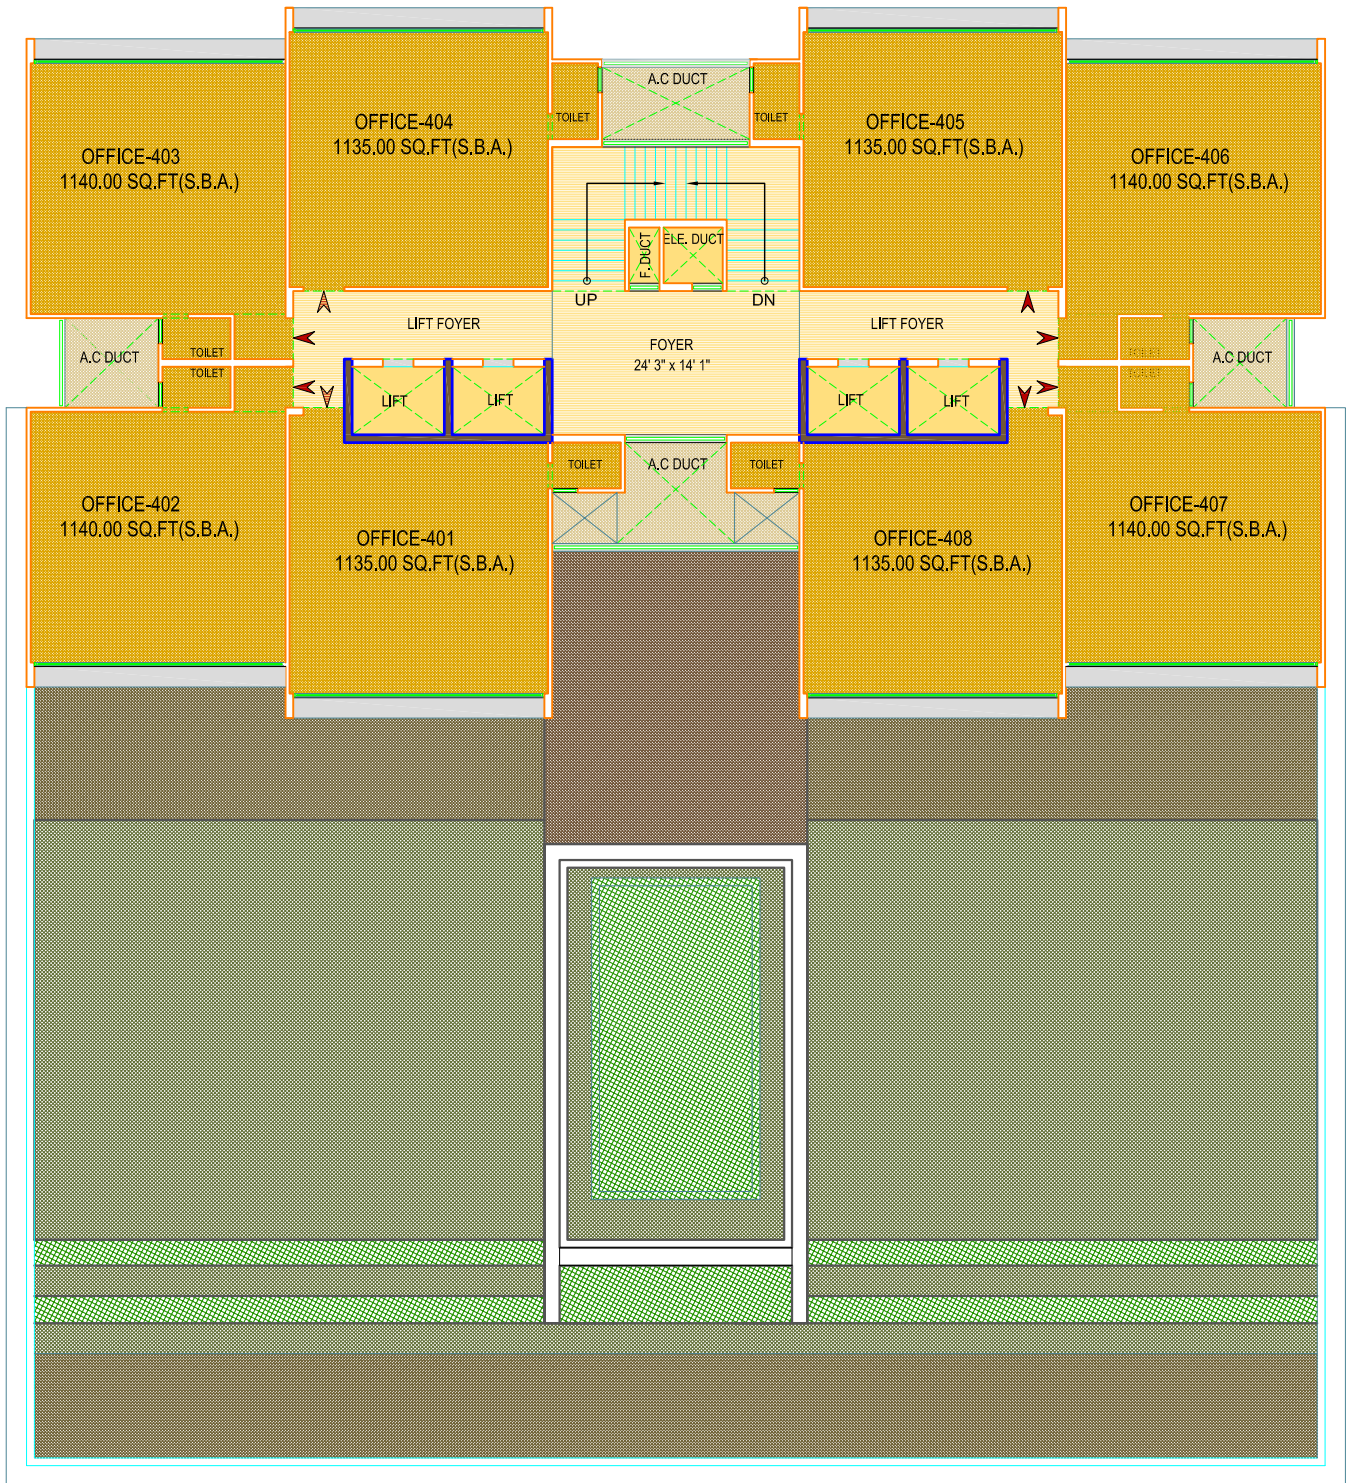 A.C DUCT
OFFICE-404
1135.00 SQ.FT(S.B.A.)
TOILET
TOILET
OFFICE-405
1135.00 SQ.FT(S.B.A.)
OFFICE-403
1140.00 SQ.FT(S.B.A.)
OFFICE-406
1140.00 SQ.FT(S.B.A.)
F. DUCT
ELE. DUCT
UP
DN
LIFT FOYER
LIFT FOYER
FOYER
24' 3" x 14' 1"
A.C DUCT
TOILET
TOILET
TOILET
TOILET
A.C DUCT
LIFT
LIFT
LIFT
LIFT
TOILET
A.C DUCT
TOILET
OFFICE-402
1140.00 SQ.FT(S.B.A.)
OFFICE-401
1135.00 SQ.FT(S.B.A.)
OFFICE-408
1135.00 SQ.FT(S.B.A.)
OFFICE-407
1140.00 SQ.FT(S.B.A.)